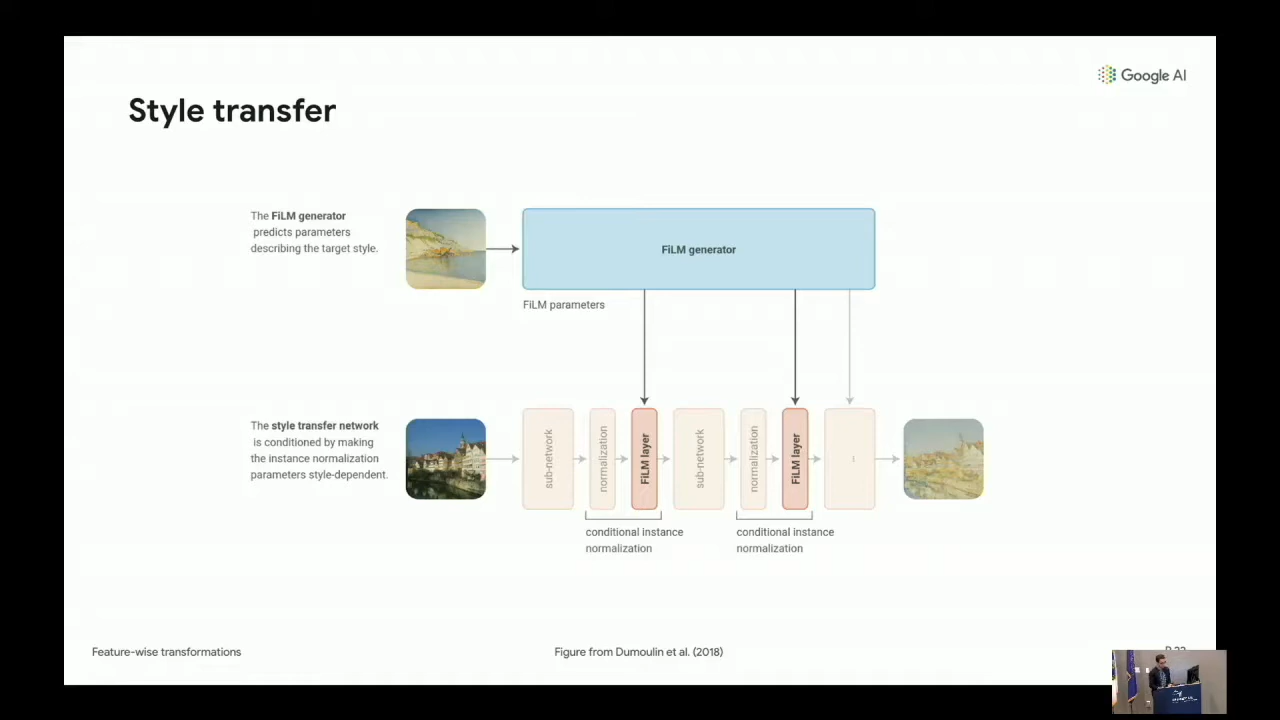 Google AI
Style transfer
The FiLM generator
predicts parameters
describing the target style.
FiLM generator
FiLM parameters
The style transfer network
is conditioned by making
the instance normalization
parameters style-dependent.
sub-network
normalization
FiLM layer
sub-network
normalization
FiLM layer
⋮
conditional instance
normalization
conditional instance
normalization
Feature-wise transformations
Figure from Dumoulin et al. (2018)